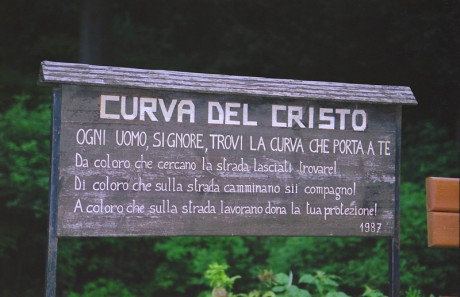 CURVA DEL CRISTO
OGNI UOMO, SIGNORE, TROVI LA CURVA CHE PORTA A TE
Da coloro che cercano la strada lasciati trovare!
Di coloro che sulla strada camminano sii compagno!
A coloro che sulla strada lavorano dona la tua protezione!
1987